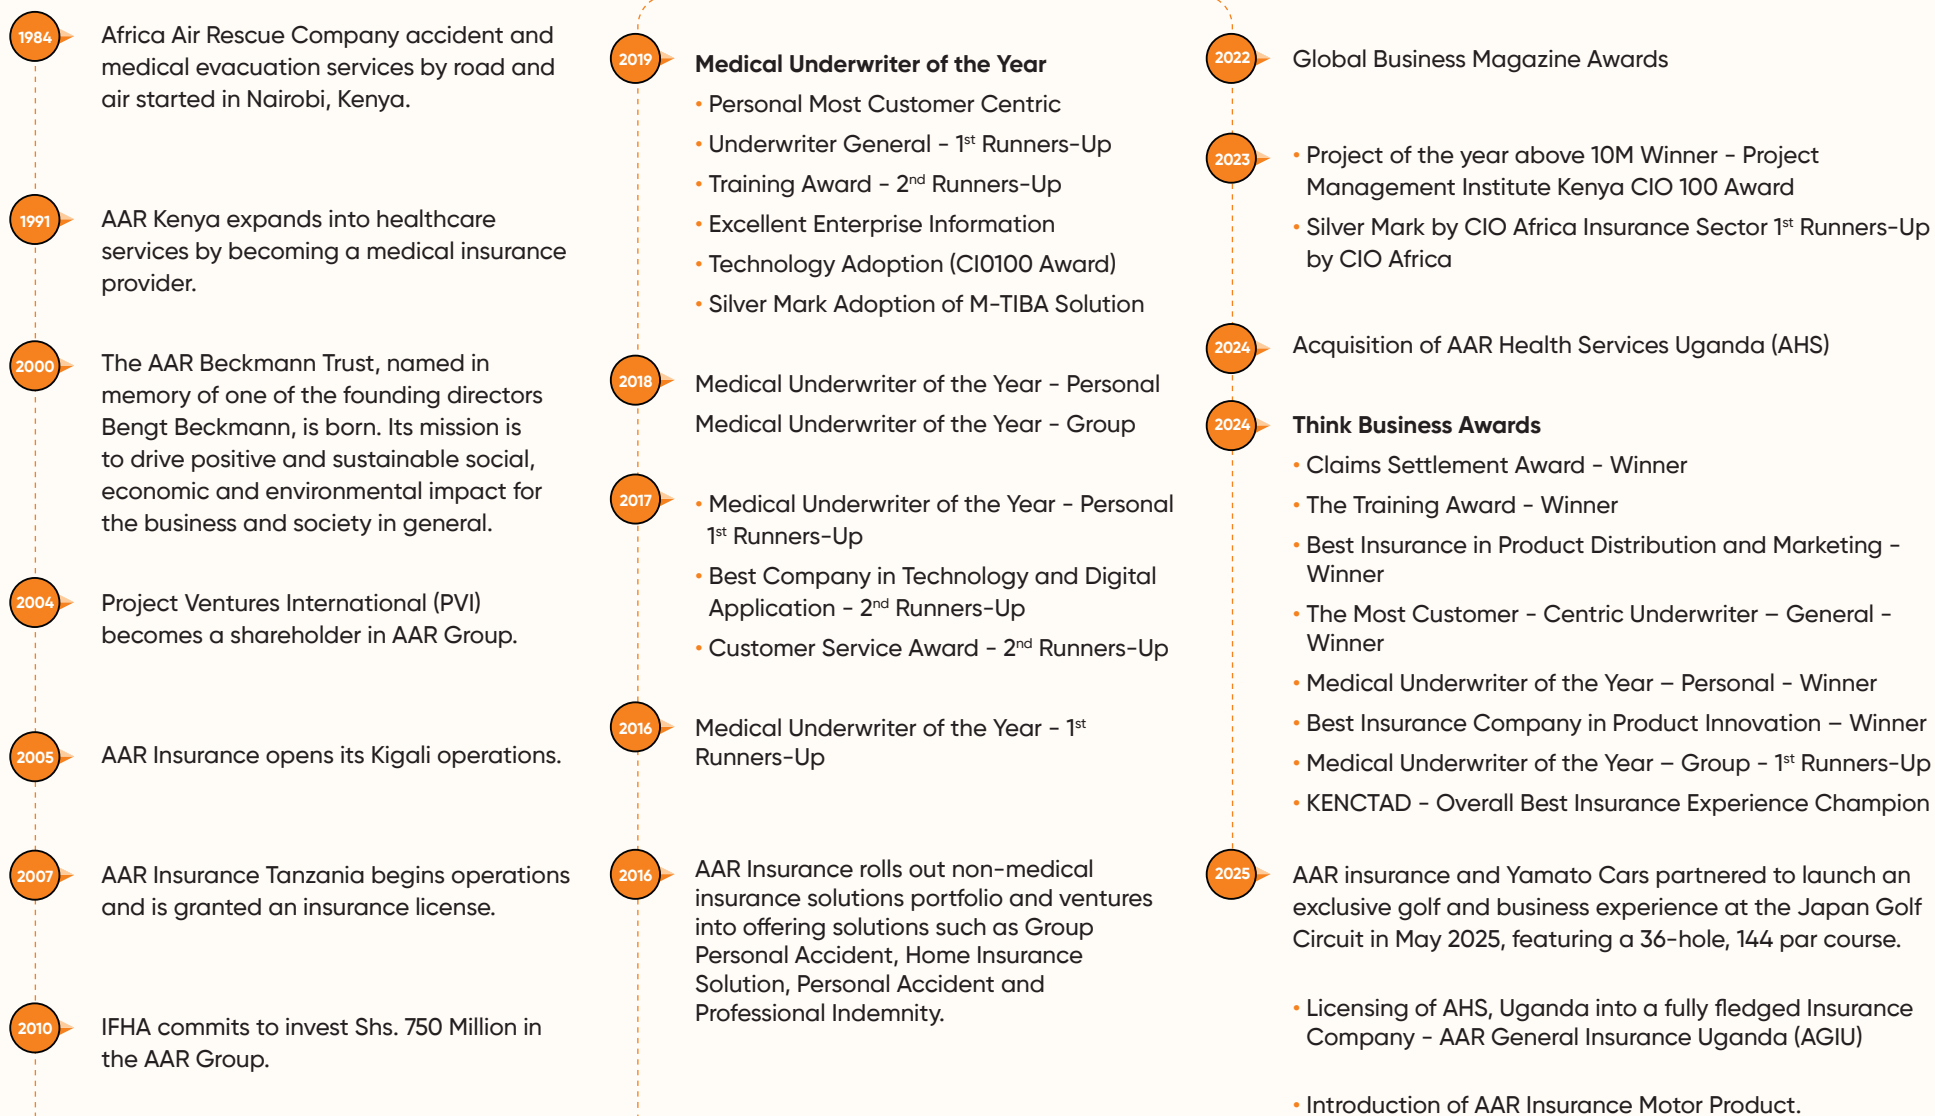 1984
Africa Air Rescue Company accident and
medical evacuation services by road and
air started in Nairobi, Kenya.
1991
AAR Kenya expands into healthcare
services by becoming a medical insurance
provider.
2000
The AAR Beckmann Trust, named in
memory of one of the founding directors
Bengt Beckmann, is born. Its mission is
to drive positive and sustainable social,
economic and environmental impact for
the business and society in general.
2004
Project Ventures International (PVI)
becomes a shareholder in AAR Group.
2005
AAR Insurance opens its Kigali operations.
2007
AAR Insurance Tanzania begins operations
and is granted an insurance license.
2010
IFHA commits to invest Shs. 750 Million in
the AAR Group.
2019
Medical Underwriter of the Year
• Personal Most Customer Centric
• Underwriter General - 1st Runners-Up
• Training Award - 2nd Runners-Up
• Excellent Enterprise Information
• Technology Adoption (CI0100 Award)
• Silver Mark Adoption of M-TIBA Solution
2018
Medical Underwriter of the Year - Personal
Medical Underwriter of the Year - Group
2017
• Medical Underwriter of the Year - Personal
1st Runners-Up
• Best Company in Technology and Digital
Application - 2nd Runners-Up
• Customer Service Award - 2nd Runners-Up
2016
Medical Underwriter of the Year - 1st
Runners-Up
2016
AAR Insurance rolls out non-medical
insurance solutions portfolio and ventures
into offering solutions such as Group
Personal Accident, Home Insurance
Solution, Personal Accident and
Professional Indemnity.
2022
Global Business Magazine Awards
2023
• Project of the year above 10M Winner - Project
Management Institute Kenya CIO 100 Award
• Silver Mark by CIO Africa Insurance Sector 1st Runners-Up
by CIO Africa
2024
Acquisition of AAR Health Services Uganda (AHS)
2024
Think Business Awards
• Claims Settlement Award - Winner
• The Training Award - Winner
• Best Insurance in Product Distribution and Marketing -
Winner
• The Most Customer - Centric Underwriter – General -
Winner
• Medical Underwriter of the Year – Personal - Winner
• Best Insurance Company in Product Innovation – Winner
• Medical Underwriter of the Year – Group - 1st Runners-Up
• KENCTAD - Overall Best Insurance Experience Champion
2025
AAR insurance and Yamato Cars partnered to launch an
exclusive golf and business experience at the Japan Golf
Circuit in May 2025, featuring a 36-hole, 144 par course.
• Licensing of AHS, Uganda into a fully fledged Insurance
Company - AAR General Insurance Uganda (AGIU)
• Introduction of AAR Insurance Motor Product.